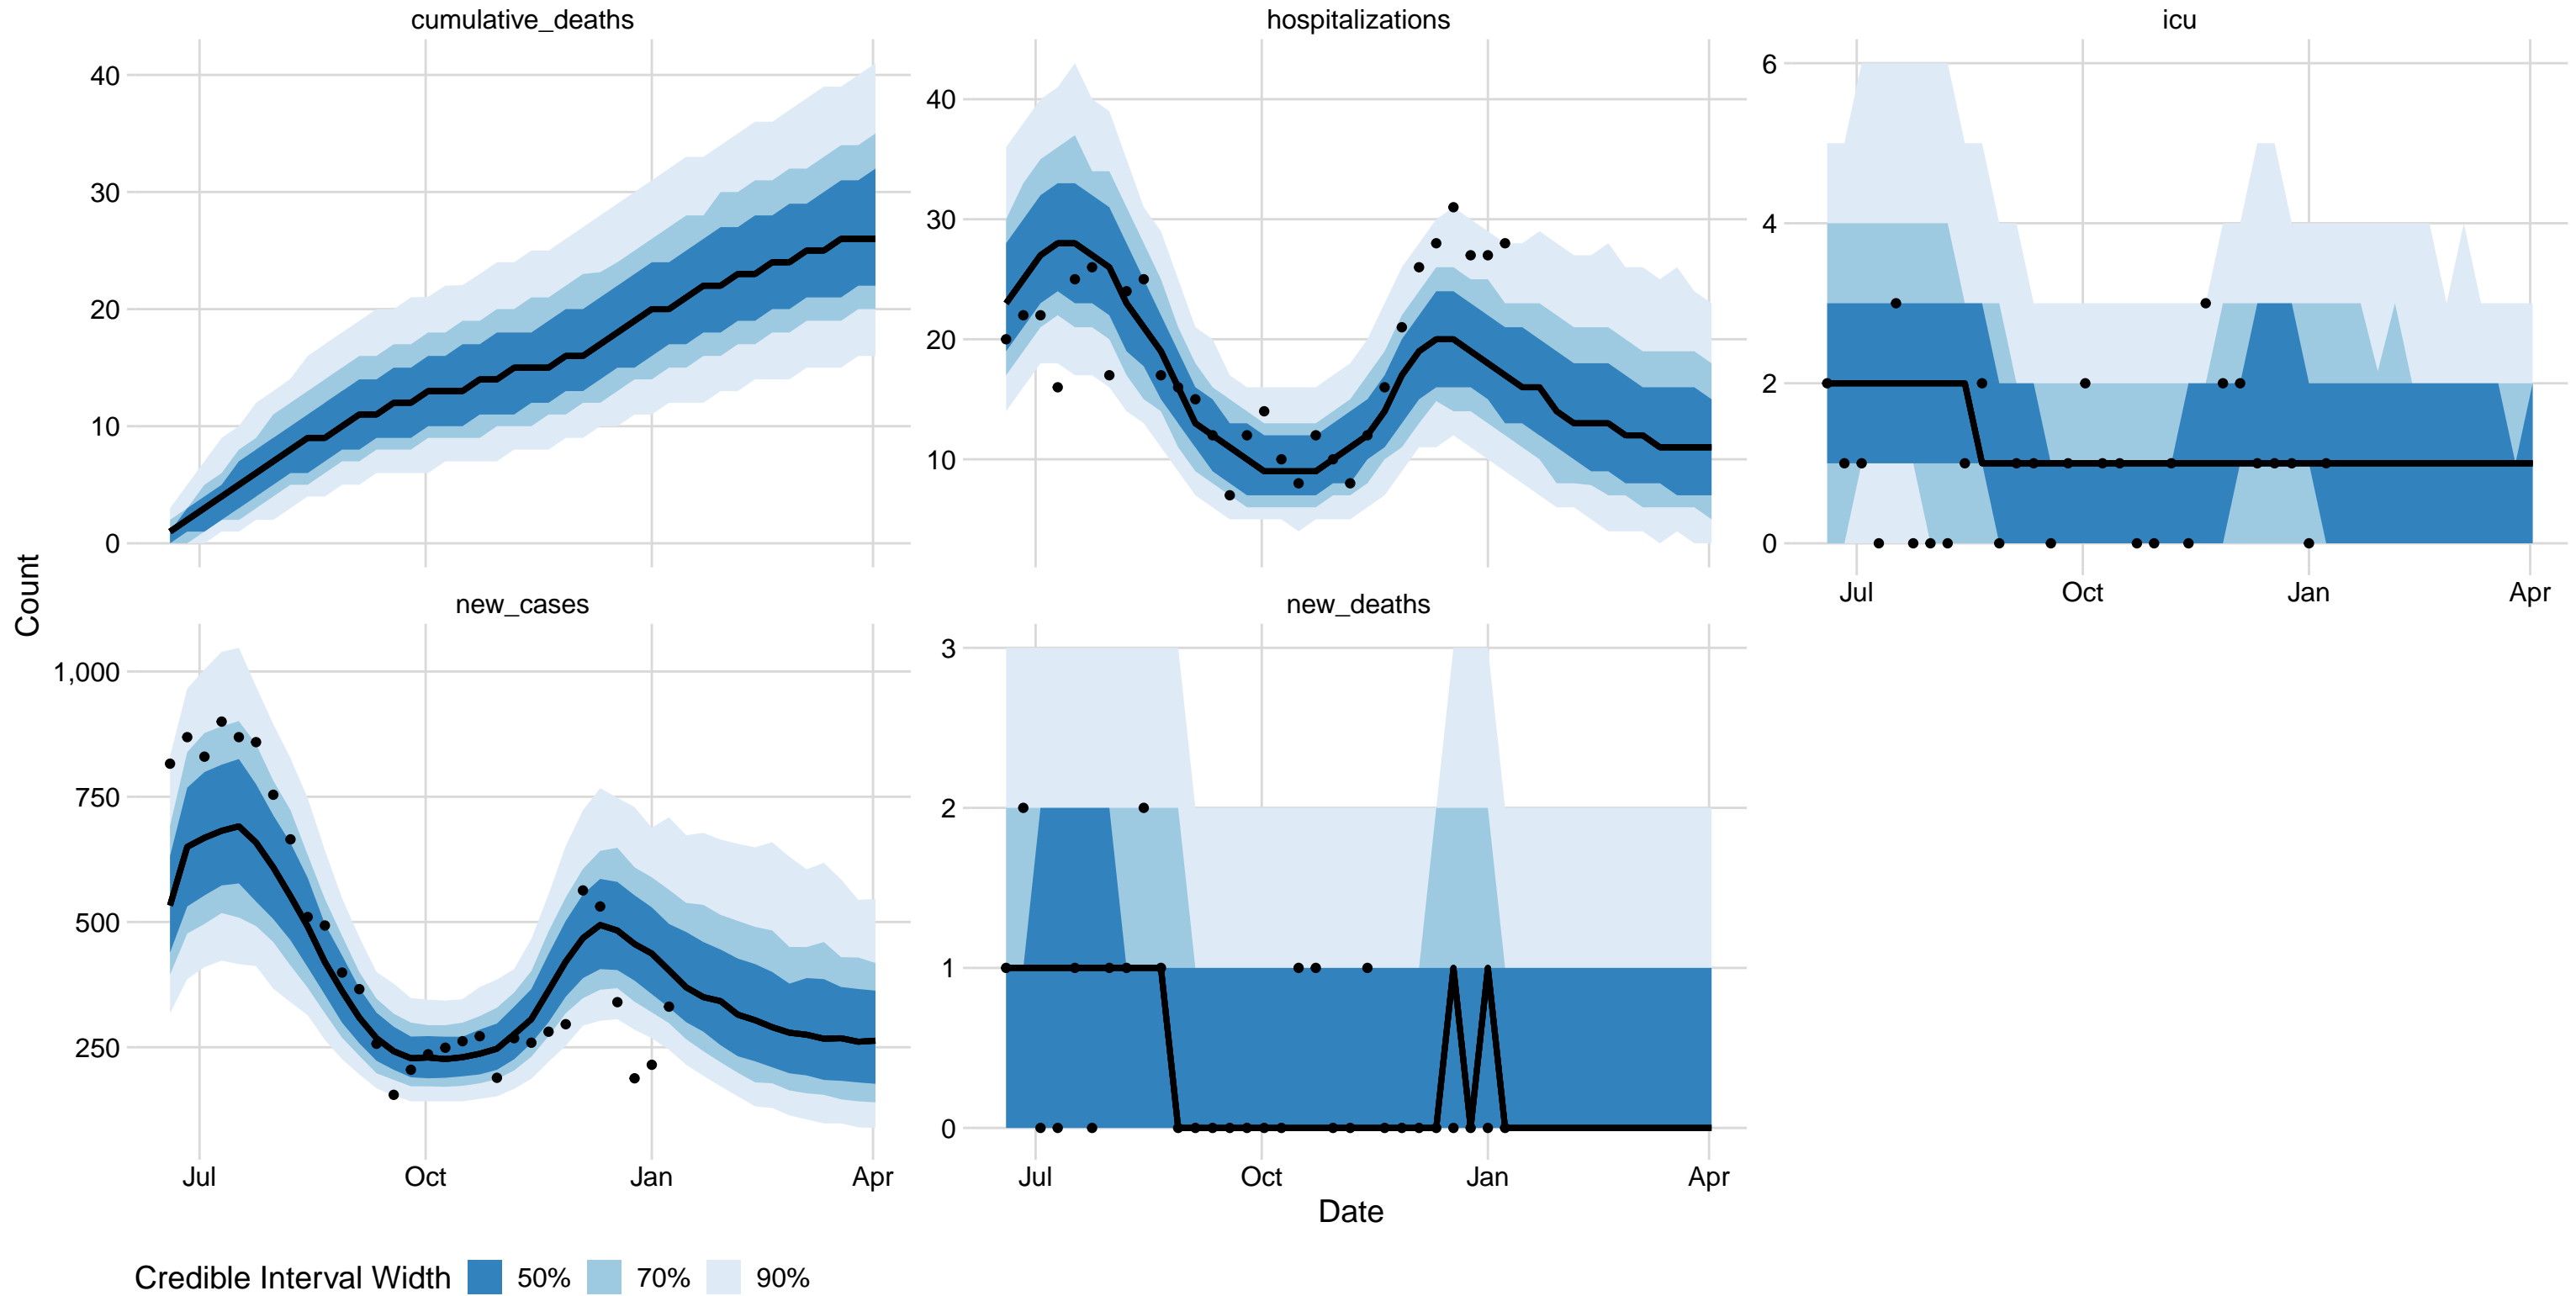 cumulative_deaths
hospitalizations
icu
40
30
20
10
0
40
30
20
10
6
4
2
0
Jul Oct Jan Apr
Count
new_cases
new_deaths
1,000
750
500
250
3
2
1
0
Jul Oct Jan Apr
Jul Oct Jan Apr
Date
Credible Interval Width 50% 70% 90%